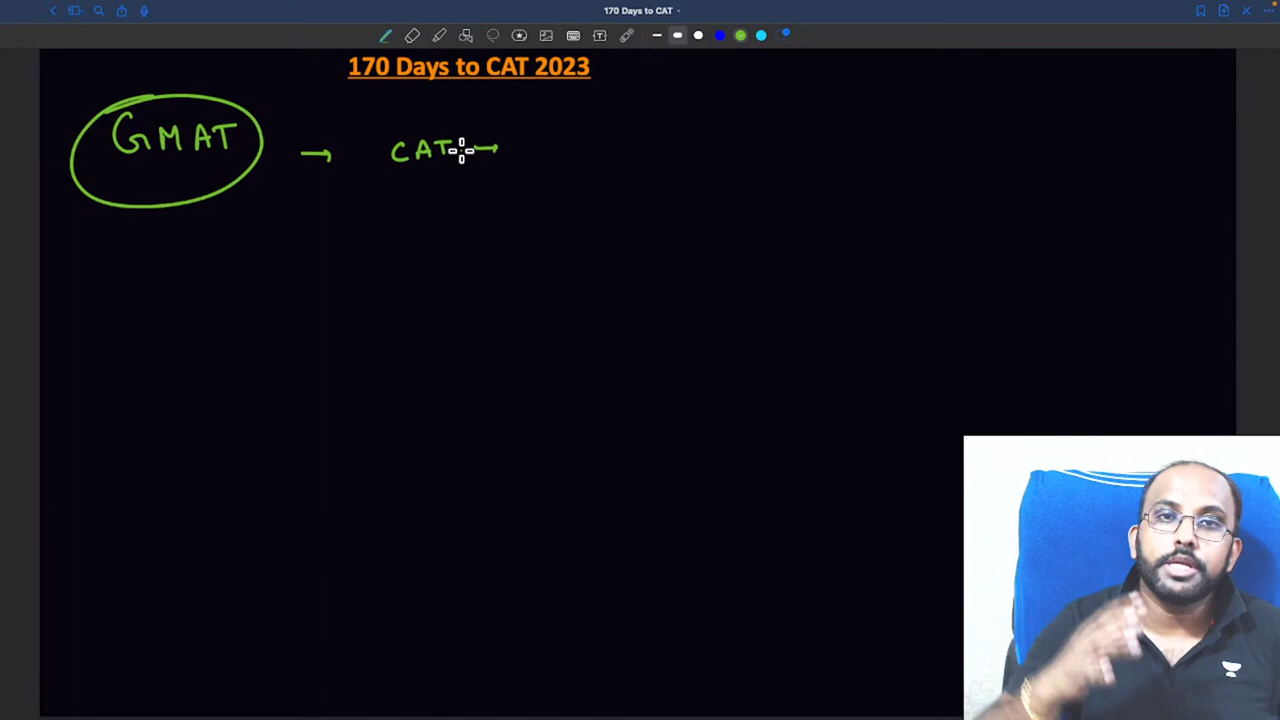 170 Days to CAT
170 Days to CAT 2023
GMAT → CAT →